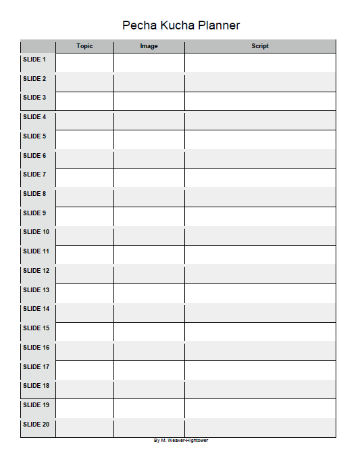 Pecha Kucha Planner
Topic Image Script
SLIDE 1
SLIDE 2
SLIDE 3
SLIDE 4
SLIDE 5
SLIDE 6
SLIDE 7
SLIDE 8
SLIDE 9
SLIDE 10
SLIDE 11
SLIDE 12
SLIDE 13
SLIDE 14
SLIDE 15
SLIDE 16
SLIDE 17
SLIDE 18
SLIDE 19
SLIDE 20
By M. Weaver-Hightower